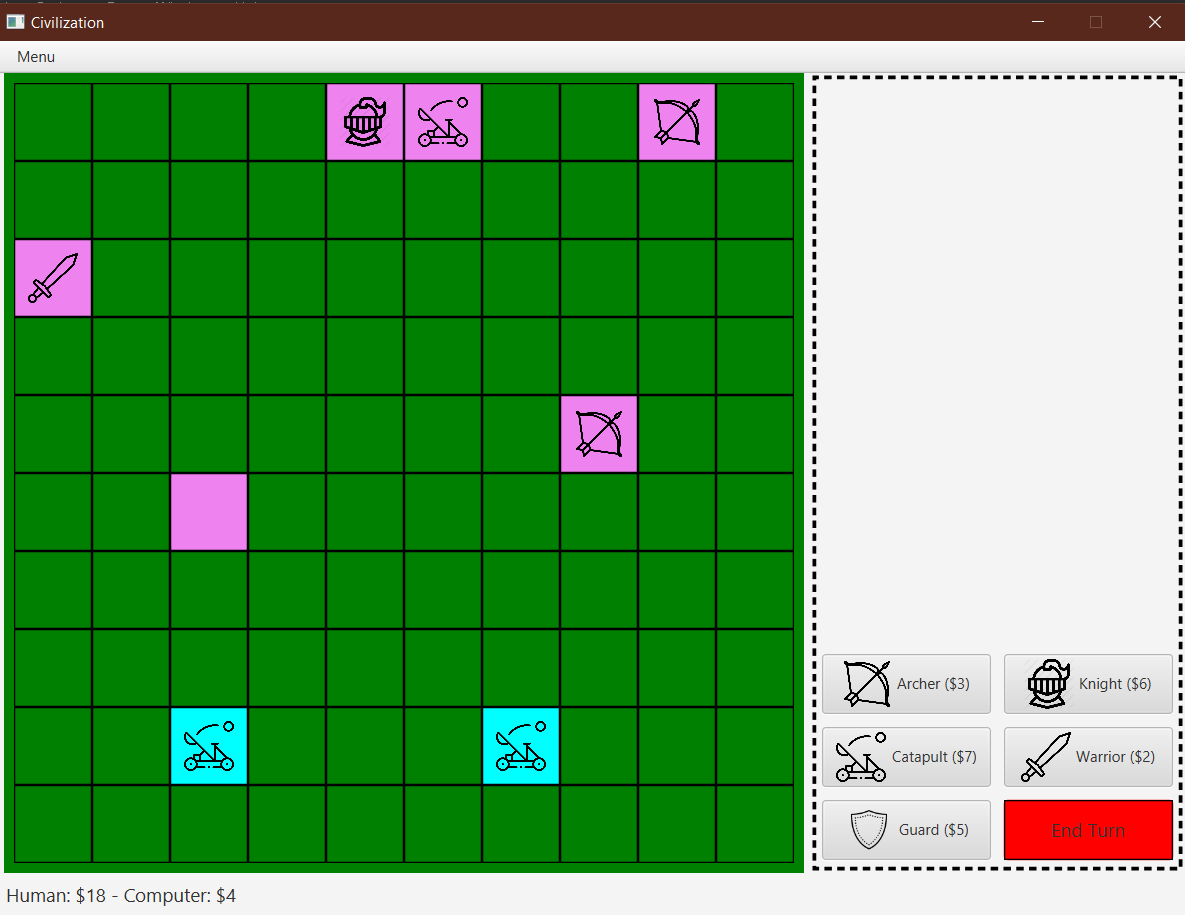 Civilization
Menu
Archer ($3)
Knight ($6)
Catapult ($7)
Warrior ($2)
Guard ($5)
End Turn
Human: $18 - Computer: $4